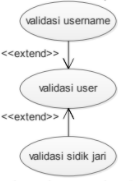 validasi username
<<extend>>
validasi user
<<extend>>
validasi sidik jari